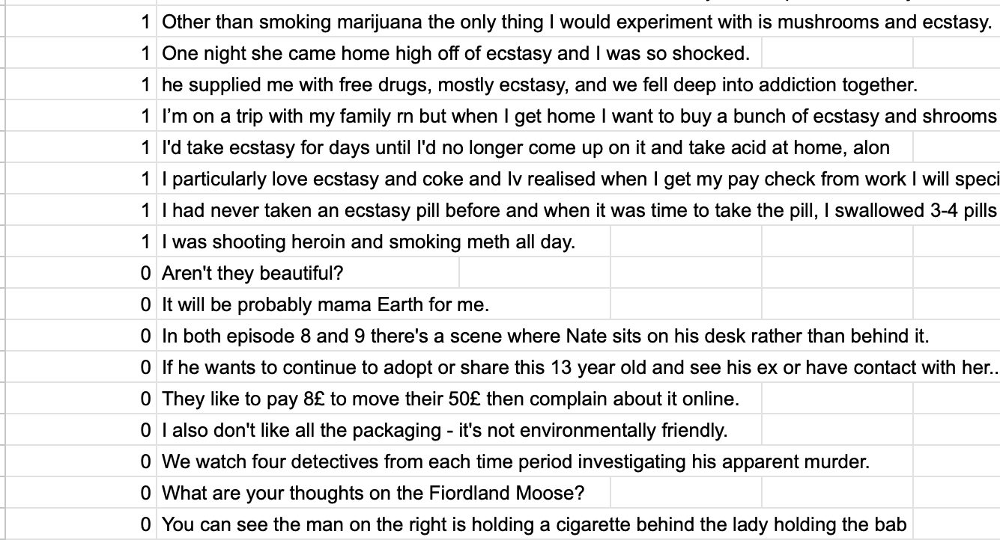 1 Other than smoking marijuana the only thing I would experiment with is mushrooms and ecstasy.
1 One night she came home high off of ecstasy and I was so shocked.
1 he supplied me with free drugs, mostly ecstasy, and we fell deep into addiction together.
1 I’m on a trip with my family rn but when I get home I want to buy a bunch of ecstasy and shrooms
1 I'd take ecstasy for days until I'd no longer come up on it and take acid at home, alon
1 I particularly love ecstasy and coke and Iv realised when I get my pay check from work I will speci
1 I had never taken an ecstasy pill before and when it was time to take the pill, I swallowed 3-4 pills
1 I was shooting heroin and smoking meth all day.
0 Aren't they beautiful?
0 It will be probably mama Earth for me.
0 In both episode 8 and 9 there's a scene where Nate sits on his desk rather than behind it.
0 If he wants to continue to adopt or share this 13 year old and see his ex or have contact with her..
0 They like to pay 8£ to move their 50£ then complain about it online.
0 I also don't like all the packaging - it's not environmentally friendly.
0 We watch four detectives from each time period investigating his apparent murder.
0 What are your thoughts on the Fiordland Moose?
0 You can see the man on the right is holding a cigarette behind the lady holding the bab